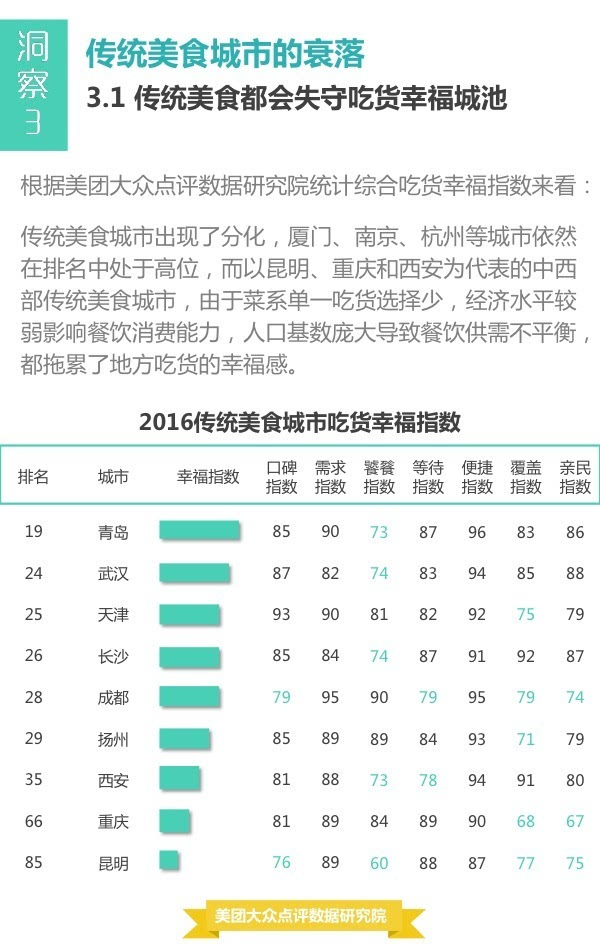 洞察3
传统美食城市的衰落
3.1 传统美食都会失守吃货幸福城池
根据美团大众点评数据研究院统计综合吃货幸福指数来看：
传统美食城市出现了分化，厦门、南京、杭州等城市依然
在排名中处于高位，而以昆明、重庆和西安为代表的中西
部传统美食城市，由于菜系单一吃货选择少，经济水平较
弱影响餐饮消费能力，人口基数庞大导致餐饮供需不平衡，
都拖累了地方吃货的幸福感。
2016传统美食城市吃货幸福指数
排名 城市 幸福指数 口碑指数 需求指数 饕餮指数 等待指数 便捷指数 覆盖指数 亲民指数
19 青岛 85 90 73 87 96 83 86
24 武汉 87 82 74 83 94 85 88
25 天津 93 90 81 82 92 75 79
26 长沙 85 84 74 87 91 92 87
28 成都 79 95 90 79 95 79 74
29 扬州 85 89 89 84 93 71 79
35 西安 81 88 73 78 94 91 80
66 重庆 81 89 84 89 90 68 67
85 昆明 76 89 60 88 87 77 75
美团大众点评数据研究院